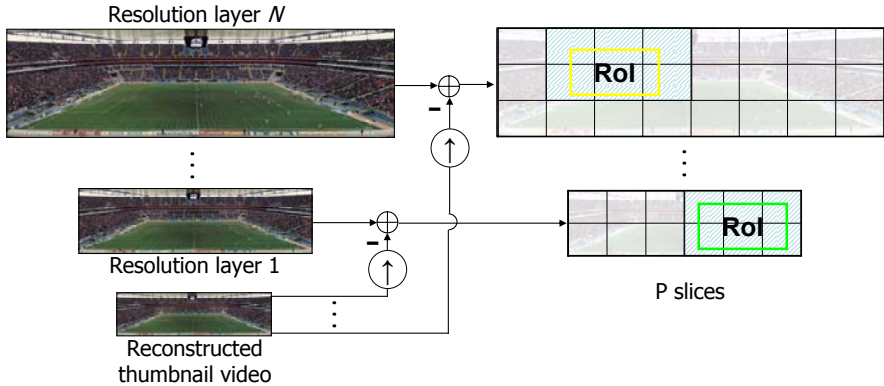 Resolution layer N
RoI
RoI
Resolution layer 1
P slices
Reconstructed
thumbnail video